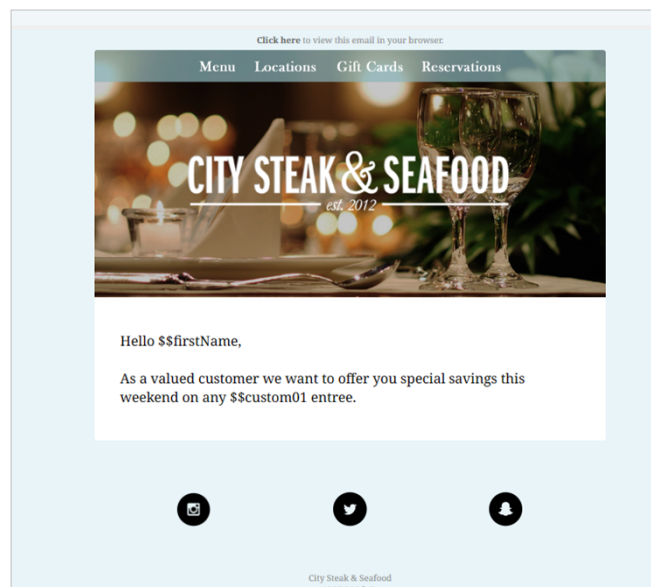 Click here to view this email in your browser.
Menu Locations Gift Cards Reservations
CITY STEAK & SEAFOOD
est. 2012
Hello $$firstName,
As a valued customer we want to offer you special savings this
weekend on any $$custom01 entree.
City Steak & Seafood